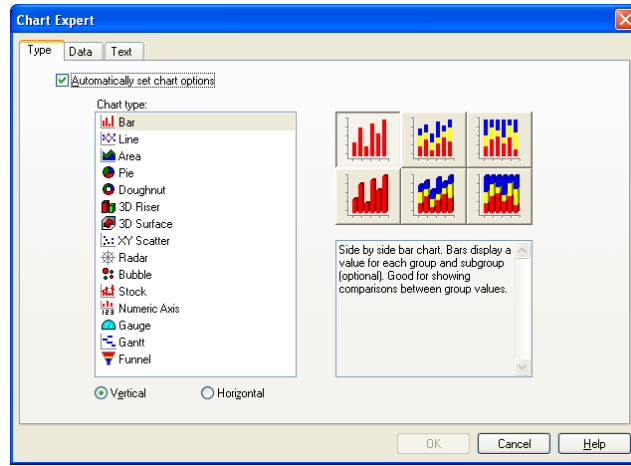 Chart Expert
Type Data Text
Automatically set chart options
Chart type:
Bar
Line
Area
Pie
Doughnut
3D Riser
3D Surface
XY Scatter
Radar
Bubble
Stock
Numeric Axis
Gauge
Gantt
Funnel
Side by side bar chart. Bars display a
value for each group and subgroup
(optional). Good for showing
comparisons between group values.
Vertical Horizontal
OK Cancel Help